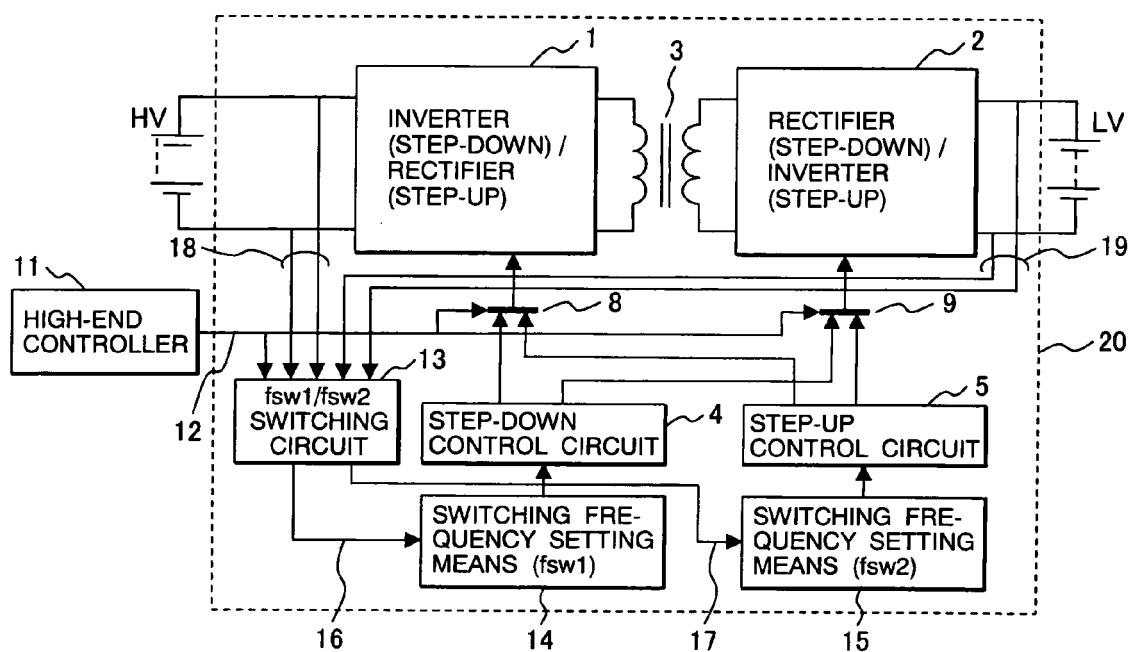 1
2
3
HV
INVERTER
(STEP-DOWN) /
RECTIFIER
(STEP-UP)
RECTIFIER
(STEP-DOWN) /
INVERTER
(STEP-UP)
LV
18
19
11
8
9
HIGH-END
CONTROLLER
20
12
13
fsw1/fsw2
SWITCHING
CIRCUIT
4
STEP-DOWN
CONTROL CIRCUIT
5
STEP-UP
CONTROL CIRCUIT
SWITCHING FRE-
QUENCY SETTING
MEANS (fsw1)
SWITCHING FRE-
QUENCY SETTING
MEANS (fsw2)
16
14
17
15